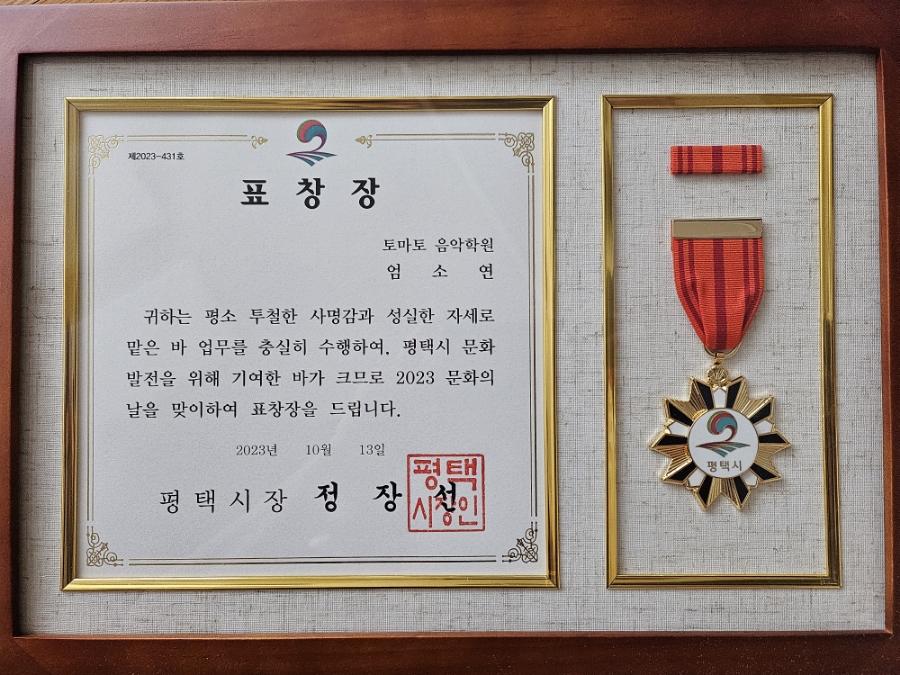 제2023-431호
표창장
토마토 음악학원
엄 소 연
귀하는 평소 투철한 사명감과 성실한 자세로
맡은 바 업무를 충실히 수행하여, 평택시 문화
발전을 위해 기여한 바가 크므로 2023 문화의
날을 맞이하여 표창장을 드립니다.
2023년 10월 13일
평택시장 정 장 선
평택
시장인
평택시